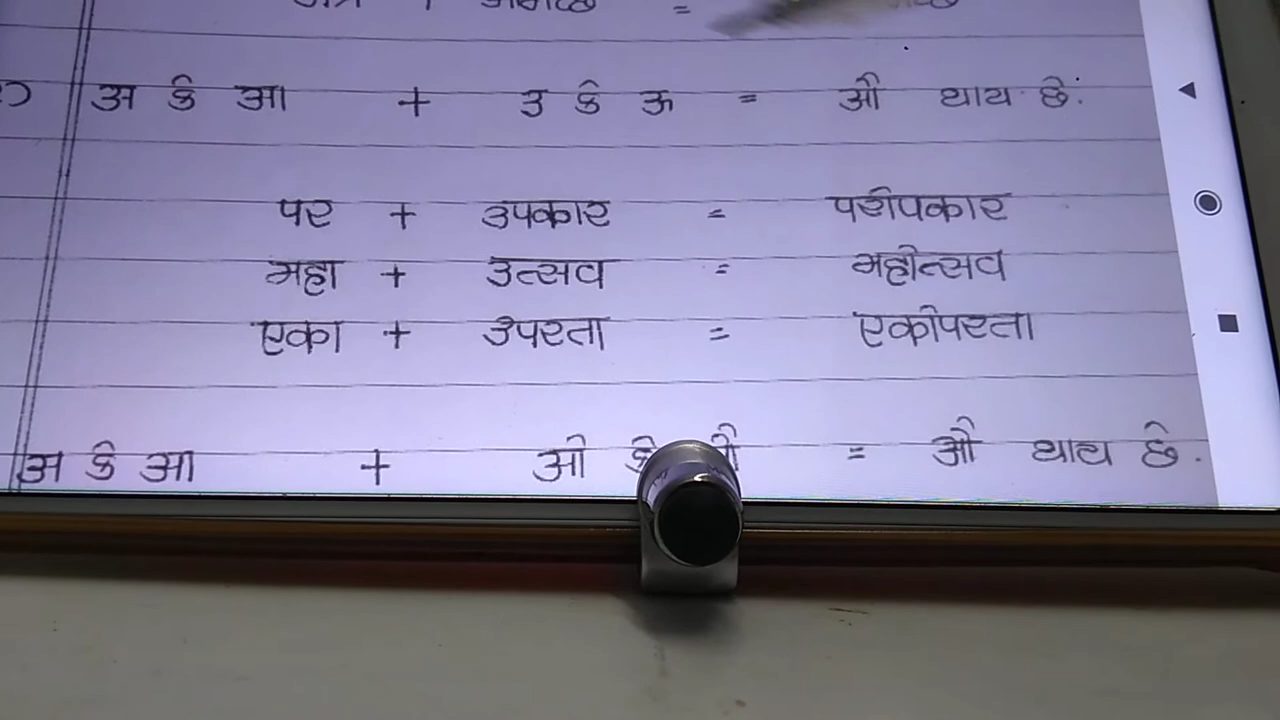 अ के आ + उ के ऊ = औ थाय छे.
पर + उपकार = परोपकार
महा + उत्सव = महोत्सव
एका + उपरता = एकोपरता
अ के आ + ओ के = औ थाय छे.